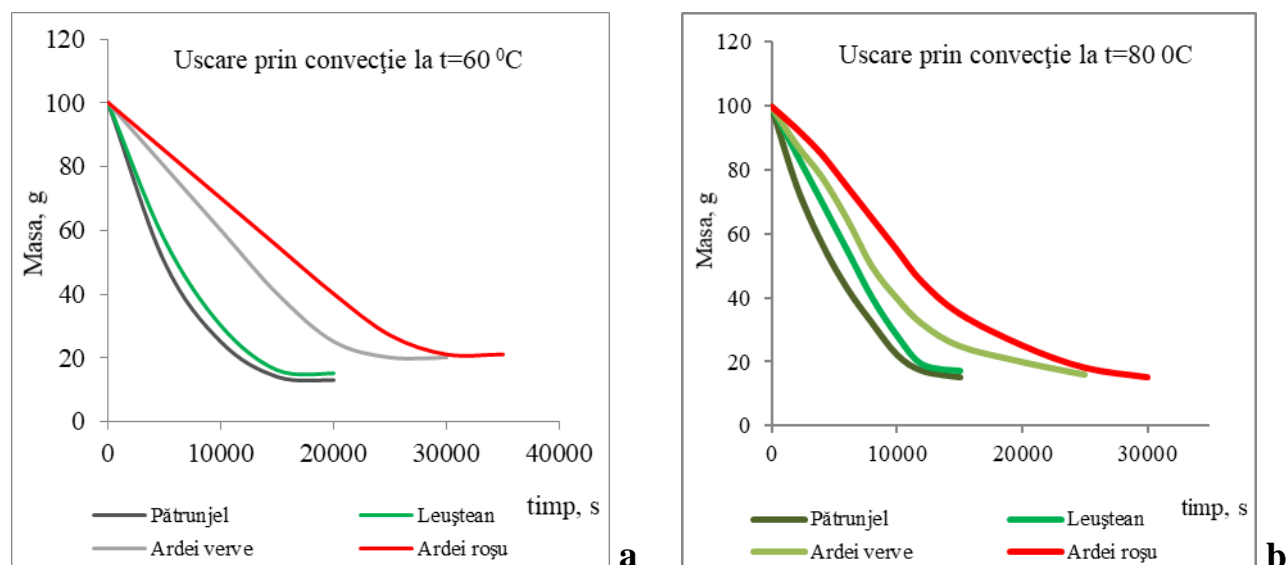 Uscare prin convecţie la t=60 ⁰C
Masa, g
120
100
80
60
40
20
0
0 10000 20000 30000 40000
timp, s
Pătrunjel Leuştean
Ardei verve Ardei roşu
a
Uscare prin convecţie la t=80 0C
Masa, g
120
100
80
60
40
20
0
0 10000 20000 30000
timp, s
Pătrunjel Leuştean
Ardei verve Ardei roşu
b